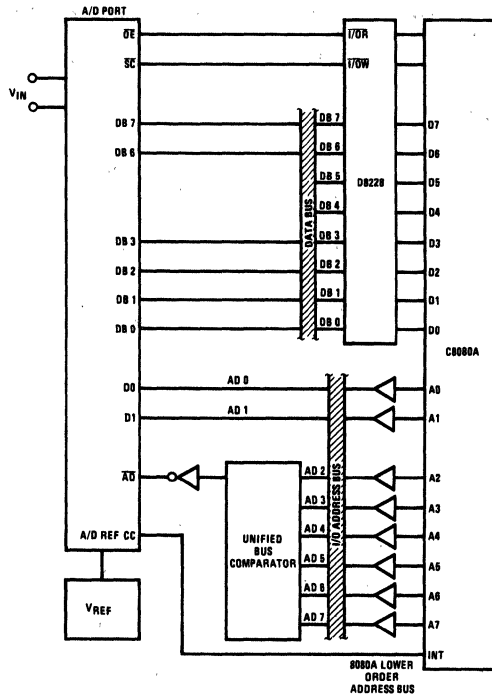 A/D PORT
OE I/OR
SC I/OW
VIN
DB 7 DB 7 D7
DB 6 DB 6 D6
DB 5 D8228 D5
DB 4 D4
DATA BUS
DB 3 DB 3 D3
DB 2 DB 2 D2
DB 1 DB 1 D1
DB 0 DB 0 D0
C8080A
D0 AD 0 A0
D1 AD 1 A1
AD AD 2 A2
AD 3 A3
I/O ADDRESS BUS
A/D REF CC AD 4 A4
UNIFIED
BUS
COMPARATOR
AD 5 A5
AD 6 A6
VREF
AD 7 A7
INT
8080A LOWER
ORDER
ADDRESS BUS